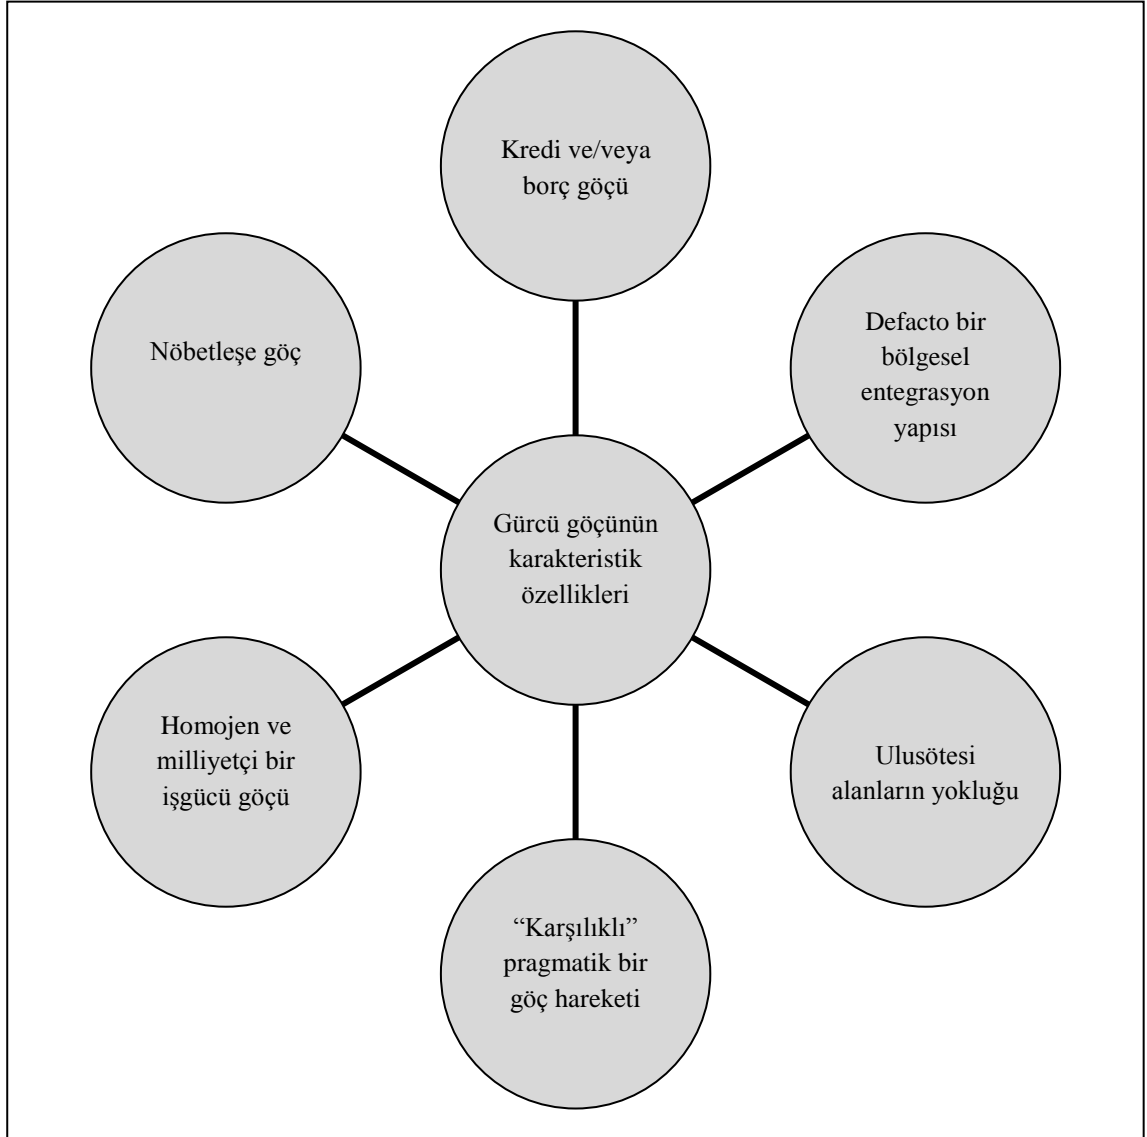 Kredi ve/veya
borç göçü
Nöbetleşe göç
Defacto bir
bölgesel
entegrasyon
yapısı
Gürcü göçünün
karakteristik
özellikleri
Homojen ve
milliyetçi bir
işgücü göçü
Ulusötesi
alanların yokluğu
“Karşılıklı”
pragmatik bir
göç hareketi